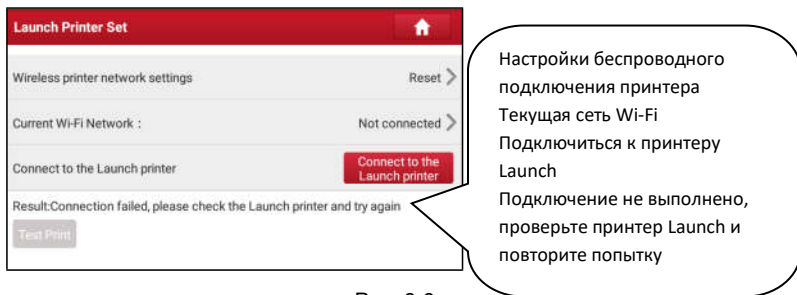 Launch Printer Set
Wireless printer network settings Reset
Current Wi-Fi Network : Not connected
Connect to the Launch printer Connect to the
Launch printer
Result:Connection failed, please check the Launch printer and try again
Test Print
Настройки беспроводного
подключения принтера
Текущая сеть Wi-Fi
Подключиться к принтеру
Launch
Подключение не выполнено,
проверьте принтер Launch и
повторите попытку